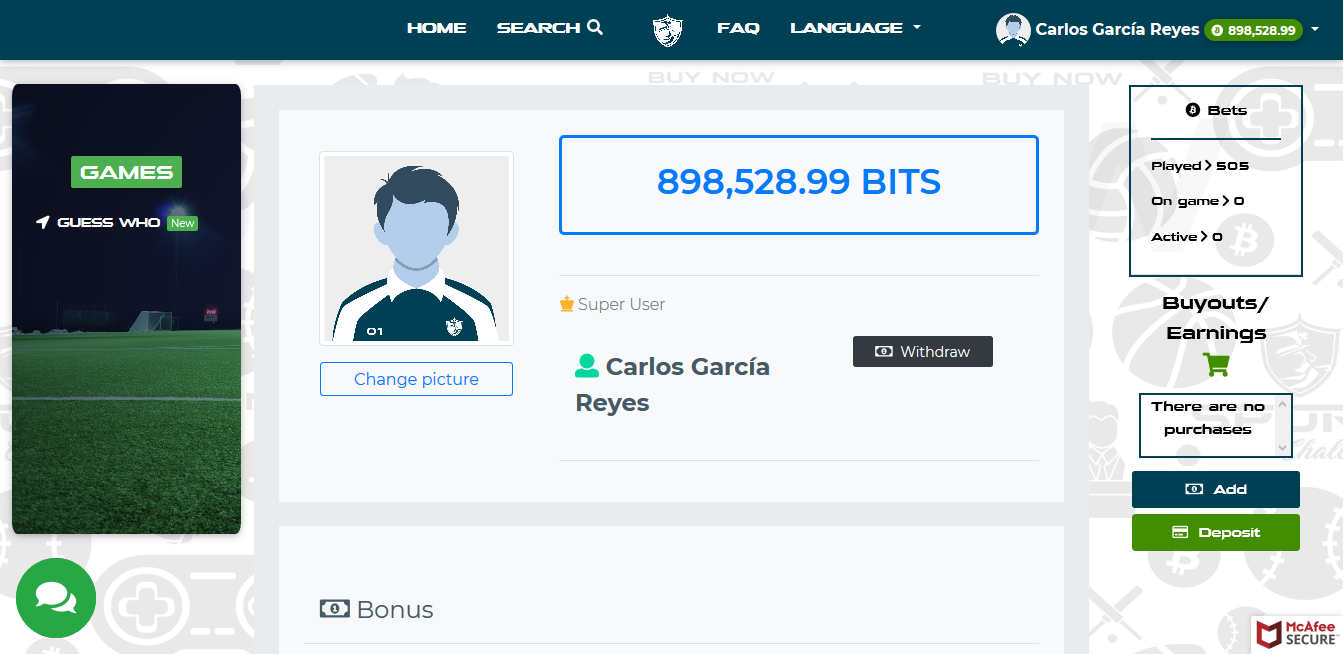 HOME
SEARCH
FAQ
LANGUAGE
Carlos García Reyes
898,528.99
BUY NOW
BUY NOW
GAMES
GUESS WHO New
01
Change picture
898,528.99 BITS
Super User
Carlos García
Reyes
Withdraw
Bonus
Bets
Played 505
On game 0
Active 0
Buyouts/
Earnings
There are no
purchases
Add
Deposit
McAfee
SECURE